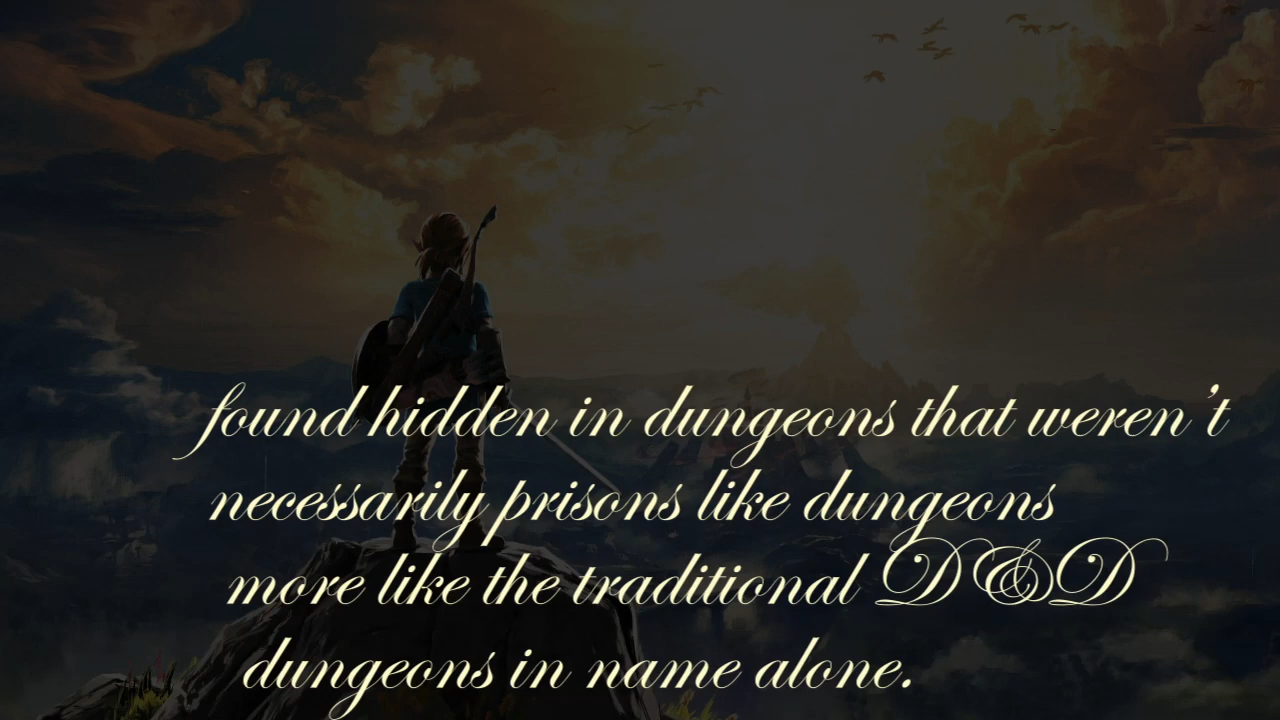 found hidden in dungeons that weren't
necessarily prisons like dungeons
more like the traditional D&D
dungeons in name alone.